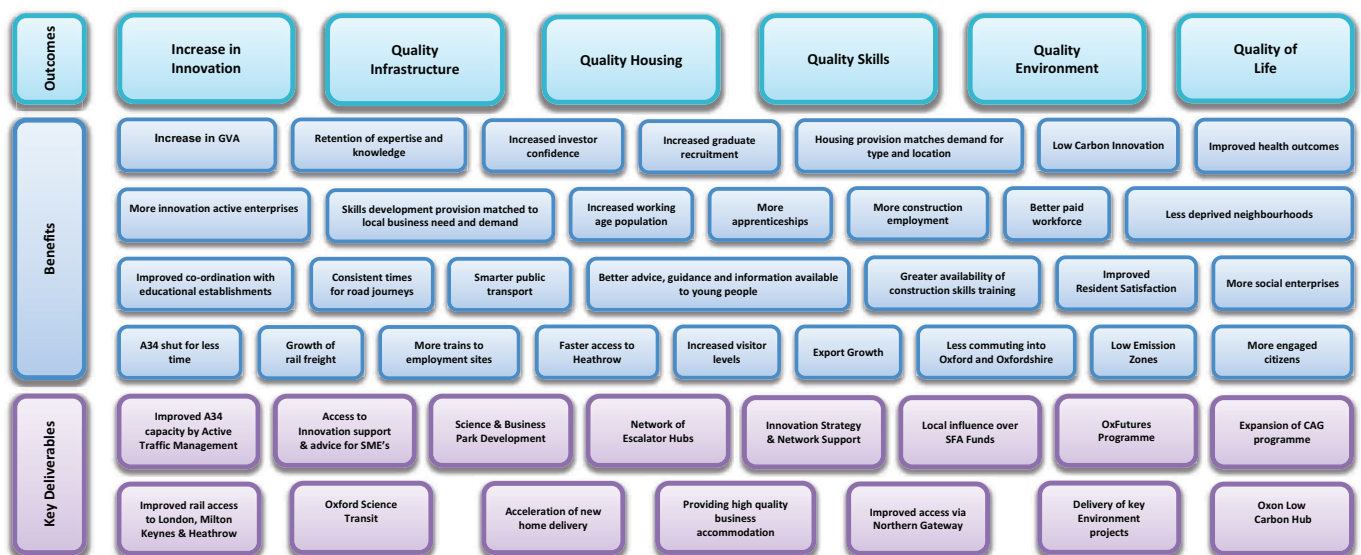 Outcomes
Increase in
Innovation
Quality
Infrastructure
Quality Housing
Quality Skills
Quality
Environment
Quality of
Life
Benefits
Increase in GVA
Retention of expertise and
knowledge
Increased investor
confidence
Increased graduate
recruitment
Housing provision matches demand for
type and location
Low Carbon Innovation
Improved health outcomes
More innovation active enterprises
Skills development provision matched to
local business need and demand
Increased working
age population
More
apprenticeships
More construction
employment
Better paid
workforce
Less deprived neighbourhoods
Improved co-ordination with
educational establishments
Consistent times
for road journeys
Smarter public
transport
Better advice, guidance and information available
to young people
Greater availability of
construction skills training
Improved
Resident Satisfaction
More social enterprises
A34 shut for less
time
Growth of
rail freight
More trains to
employment sites
Faster access to
Heathrow
Increased visitor
levels
Export Growth
Less commuting into
Oxford and Oxfordshire
Low Emission
Zones
More engaged
citizens
Key Deliverables
Improved A34
capacity by Active
Traffic Management
Access to
Innovation support
& advice for SME's
Science & Business
Park Development
Network of
Escalator Hubs
Innovation Strategy
& Network Support
Local influence over
SFA Funds
OxFutures
Programme
Expansion of CAG
programme
Improved rail access
to London, Milton
Keynes & Heathrow
Oxford Science
Transit
Acceleration of new
home delivery
Providing high quality
business
accommodation
Improved access via
Northern Gateway
Delivery of key
Environment
projects
Oxon Low
Carbon Hub